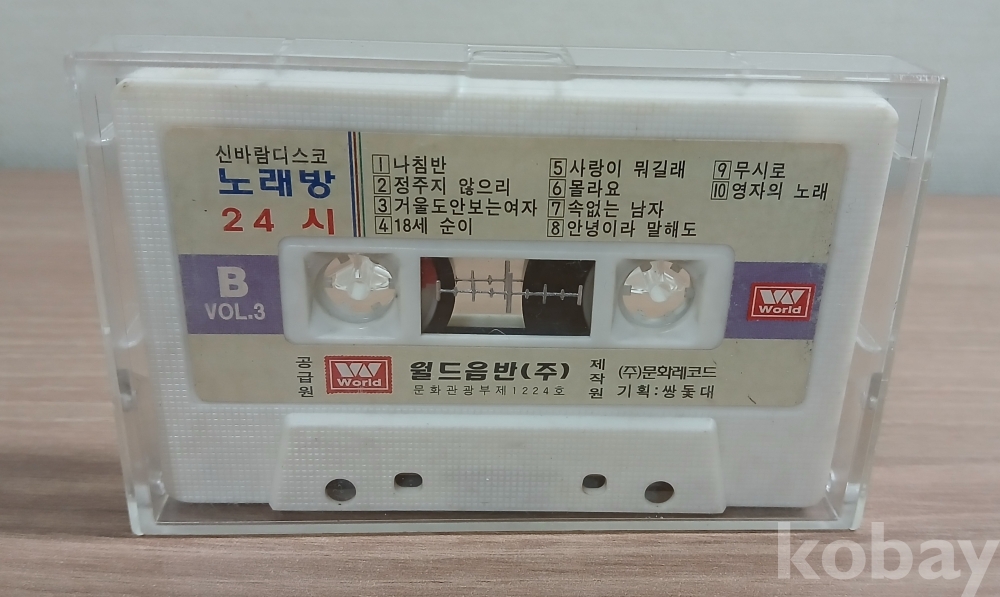 신바람디스코
노래방
24 시
1 나침반
2 정주지 않으리
3 거울도안보는여자
4 18세 순이
5 사랑이 뭐길래
6 몰라요
7 속없는 남자
8 안녕이라 말해도
9 무시로
10 영자의 노래
B
VOL.3
W
World
공급원
W
World
월드음반(주)
문화관광부제1224호
제작원
(주)문화레코드
기획:쌍돛대
kobay